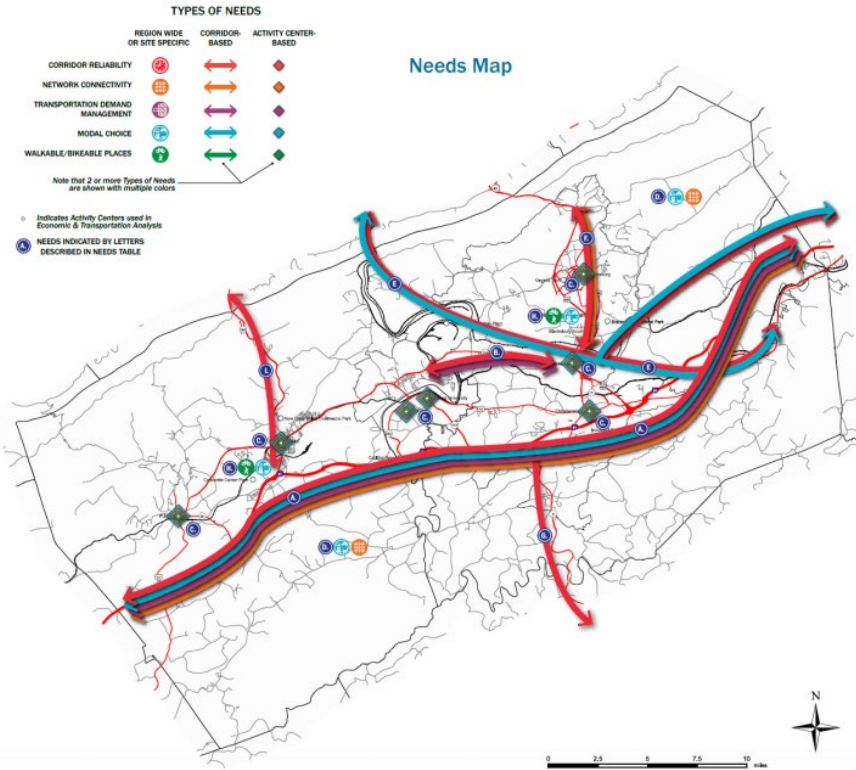 TYPES OF NEEDS
REGION WIDE OR SITE SPECIFIC
CORRIDOR-BASED
ACTIVITY CENTER-BASED
CORRIDOR RELIABILITY
NETWORK CONNECTIVITY
TRANSPORTATION DEMAND MANAGEMENT
MODAL CHOICE
WALKABLE/BIKEABLE PLACES
Note that 2 or more Types of Needs
are shown with multiple colors
Indicates Activity Centers used in
Economic & Transportation Analysis
A. NEEDS INDICATED BY LETTERS
DESCRIBED IN NEEDS TABLE
Needs Map
D.
F.
C.
E.
H.
B.
E.
C.
I.
C.
C.
A.
C.
H.
A.
C.
D.
G.
N
0 2.5 5 7.5 10
miles